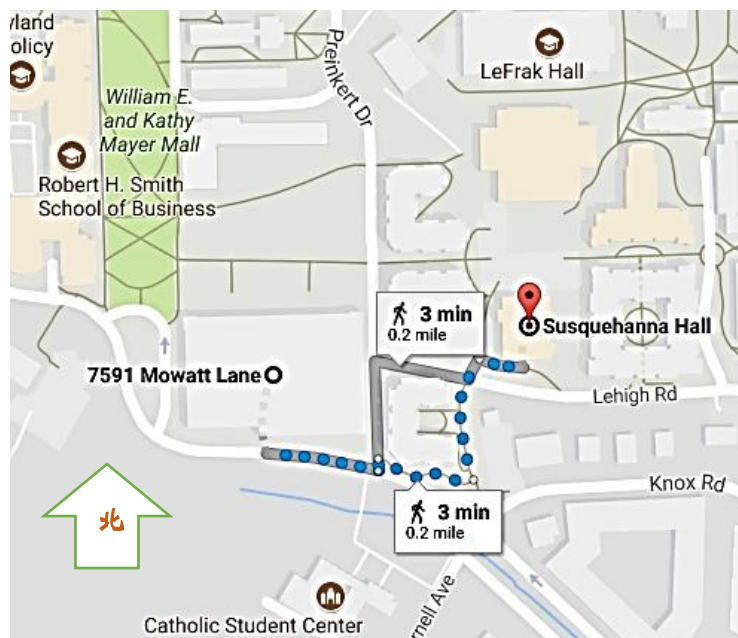 yland
olicy
William E.
and Kathy
Mayer Mall
Preinkert Dr
LeFrak Hall
Robert H. Smith
School of Business
3 min
0.2 mile
Susquehanna Hall
7591 Mowatt Lane
Lehigh Rd
Knox Rd
北
3 min
0.2 mile
rnell Ave
Catholic Student Center